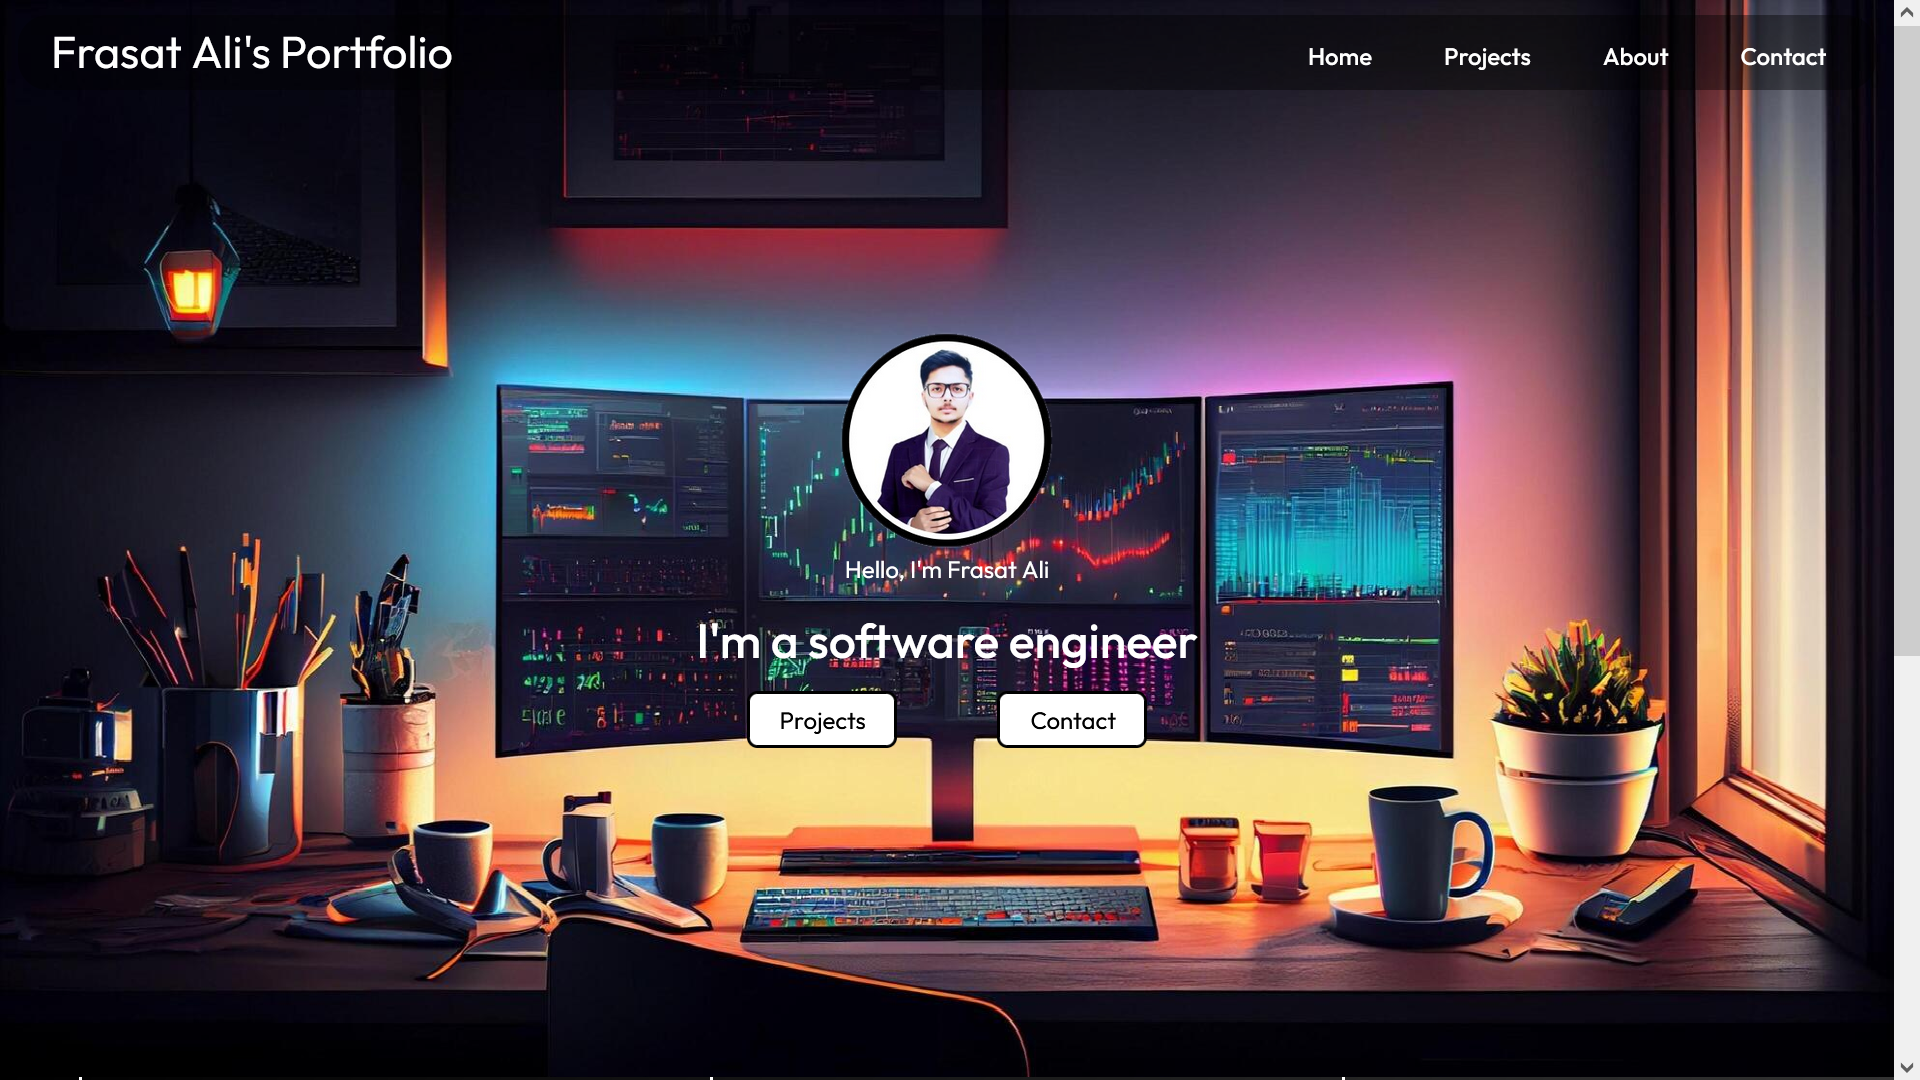 Frasat Ali's Portfolio
Home Projects About Contact
Hello, I'm Frasat Ali
I'm a software engineer
Projects Contact